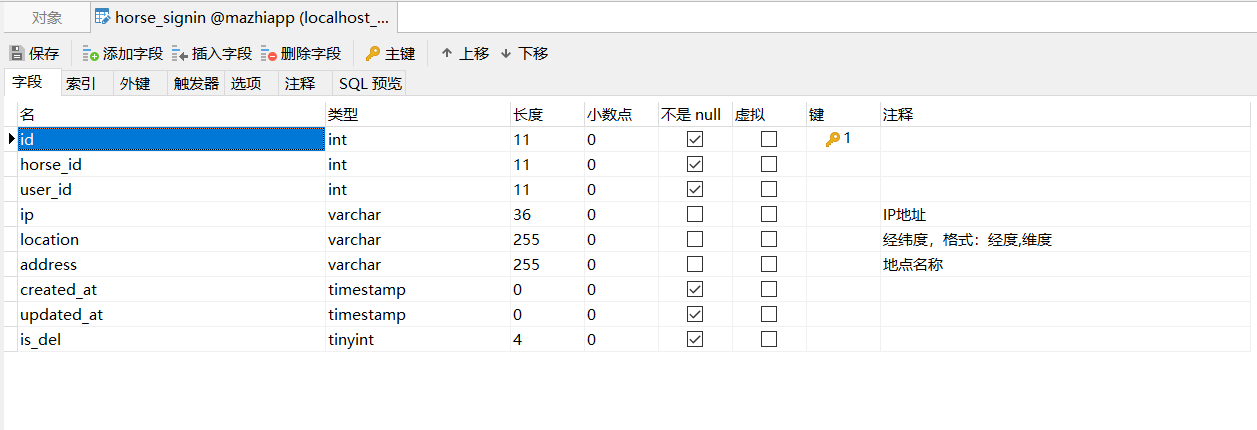 对象 horse_signin @mazhiapp (localhost_...
保存 添加字段 插入字段 删除字段 主键 上移 下移
字段 索引 外键 触发器 选项 注释 SQL 预览
名 类型 长度 小数点 不是 null 虚拟 键 注释
id int 11 0 1
horse_id int 11 0
user_id int 11 0
ip varchar 36 0 IP地址
location varchar 255 0 经纬度，格式：经度,维度
address varchar 255 0 地点名称
created_at timestamp 0 0
updated_at timestamp 0 0
is_del tinyint 4 0